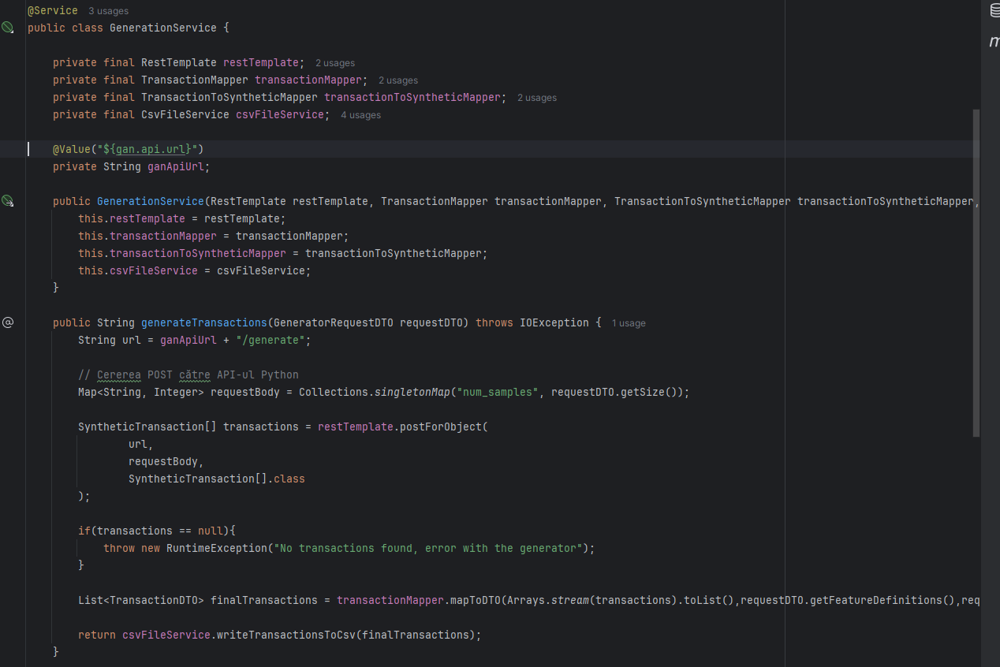 @Service 3 usages
public class GenerationService {
private final RestTemplate restTemplate; 2 usages
private final TransactionMapper transactionMapper; 2 usages
private final TransactionToSyntheticMapper transactionToSyntheticMapper; 2 usages
private final CsvFileService csvFileService; 4 usages
@Value("${gan.api.url}")
private String ganApiUrl;
public GenerationService(RestTemplate restTemplate, TransactionMapper transactionMapper, TransactionToSyntheticMapper transactionToSyntheticMapper,
this.restTemplate = restTemplate;
this.transactionMapper = transactionMapper;
this.transactionToSyntheticMapper = transactionToSyntheticMapper;
this.csvFileService = csvFileService;
}
public String generateTransactions(GeneratorRequestDTO requestDTO) throws IOException { 1 usage
String url = ganApiUrl + "/generate";
// Cererea POST către API-ul Python
Map<String, Integer> requestBody = Collections.singletonMap("num_samples", requestDTO.getSize());
SyntheticTransaction[] transactions = restTemplate.postForObject(
url,
requestBody,
SyntheticTransaction[].class
);
if(transactions == null){
throw new RuntimeException("No transactions found, error with the generator");
}
List<TransactionDTO> finalTransactions = transactionMapper.mapToDTO(Arrays.stream(transactions).toList(),requestDTO.getFeatureDefinitions(),req
return csvFileService.writeTransactionsToCsv(finalTransactions);
}